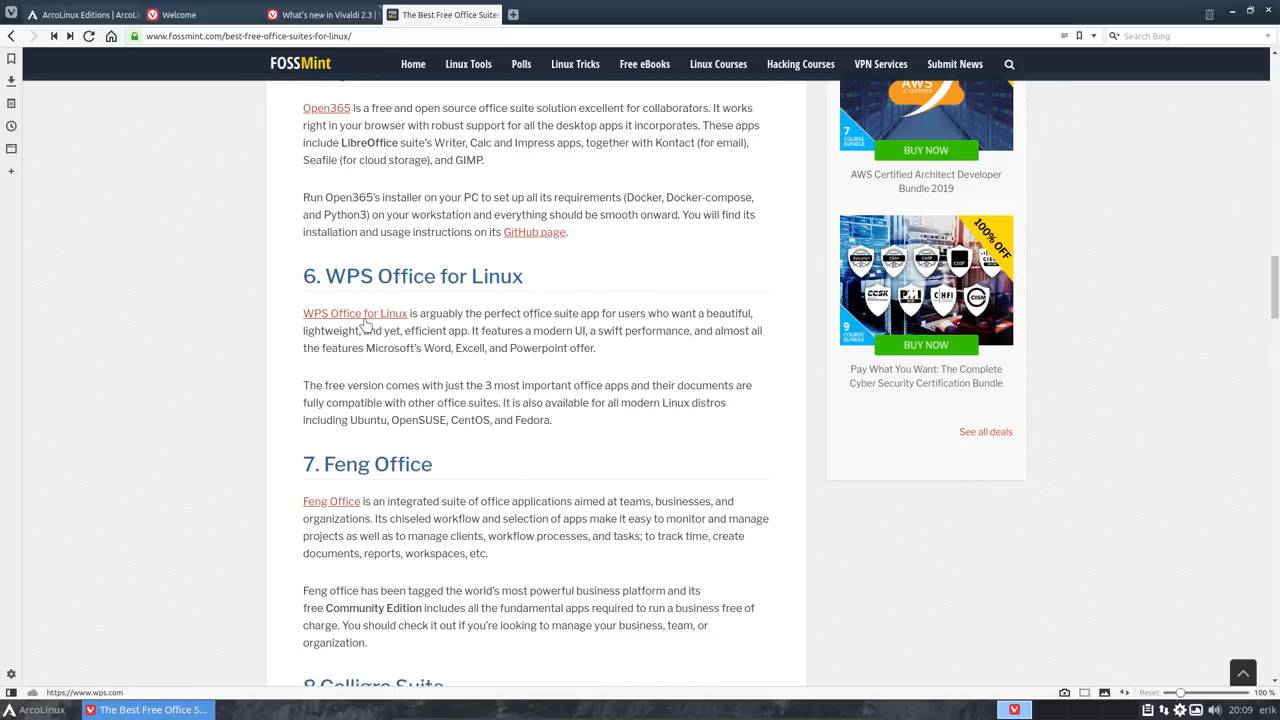 ArcoLinux Editions | ArcoLi
Welcome
What's new in Vivaldi 2.3 |
The Best Free Office Suite
www.fossmint.com/best-free-office-suites-for-linux/
Search Bing
FOSSMint
Home
Linux Tools
Polls
Linux Tricks
Free eBooks
Linux Courses
Hacking Courses
VPN Services
Submit News
Open365 is a free and open source office suite solution excellent for collaborators. It works
right in your browser with robust support for all the desktop apps it incorporates. These apps
include LibreOffice suite's Writer, Calc and Impress apps, together with Kontact (for email),
Seafile (for cloud storage), and GIMP.
Run Open365's installer on your PC to set up all its requirements (Docker, Docker-compose,
and Python3) on your workstation and everything should be smooth onward. You will find its
installation and usage instructions on its GitHub page.
6. WPS Office for Linux
WPS Office for Linux is arguably the perfect office suite app for users who want a beautiful,
lightweight, and yet, efficient app. It features a modern UI, a swift performance, and almost all
the features Microsoft's Word, Excell, and Powerpoint offer.
The free version comes with just the 3 most important office apps and their documents are
fully compatible with other office suites. It is also available for all modern Linux distros
including Ubuntu, OpenSUSE, CentOS, and Fedora.
7. Feng Office
Feng Office is an integrated suite of office applications aimed at teams, businesses, and
organizations. Its chiseled workflow and selection of apps make it easy to monitor and manage
projects as well as to manage clients, workflow processes, and tasks; to track time, create
documents, reports, workspaces, etc.
Feng office has been tagged the world's most powerful business platform and its
free Community Edition includes all the fundamental apps required to run a business free of
charge. You should check it out if you're looking to manage your business, team, or
organization.
8 Calligra Suite
AWS
CERTIFIED
7
COURSE
BUNDLE
BUY NOW
AWS Certified Architect Developer
Bundle 2019
100% OFF
Security+
CSA+
CASP
CISSP
CISA
CCSK
PMI
CHFI
CISM
9
COURSE
BUNDLE
BUY NOW
Pay What You Want: The Complete
Cyber Security Certification Bundle
See all deals
https://www.wps.com
Reset
100 %
ArcoLinux
The Best Free Office S...
20:09
erik